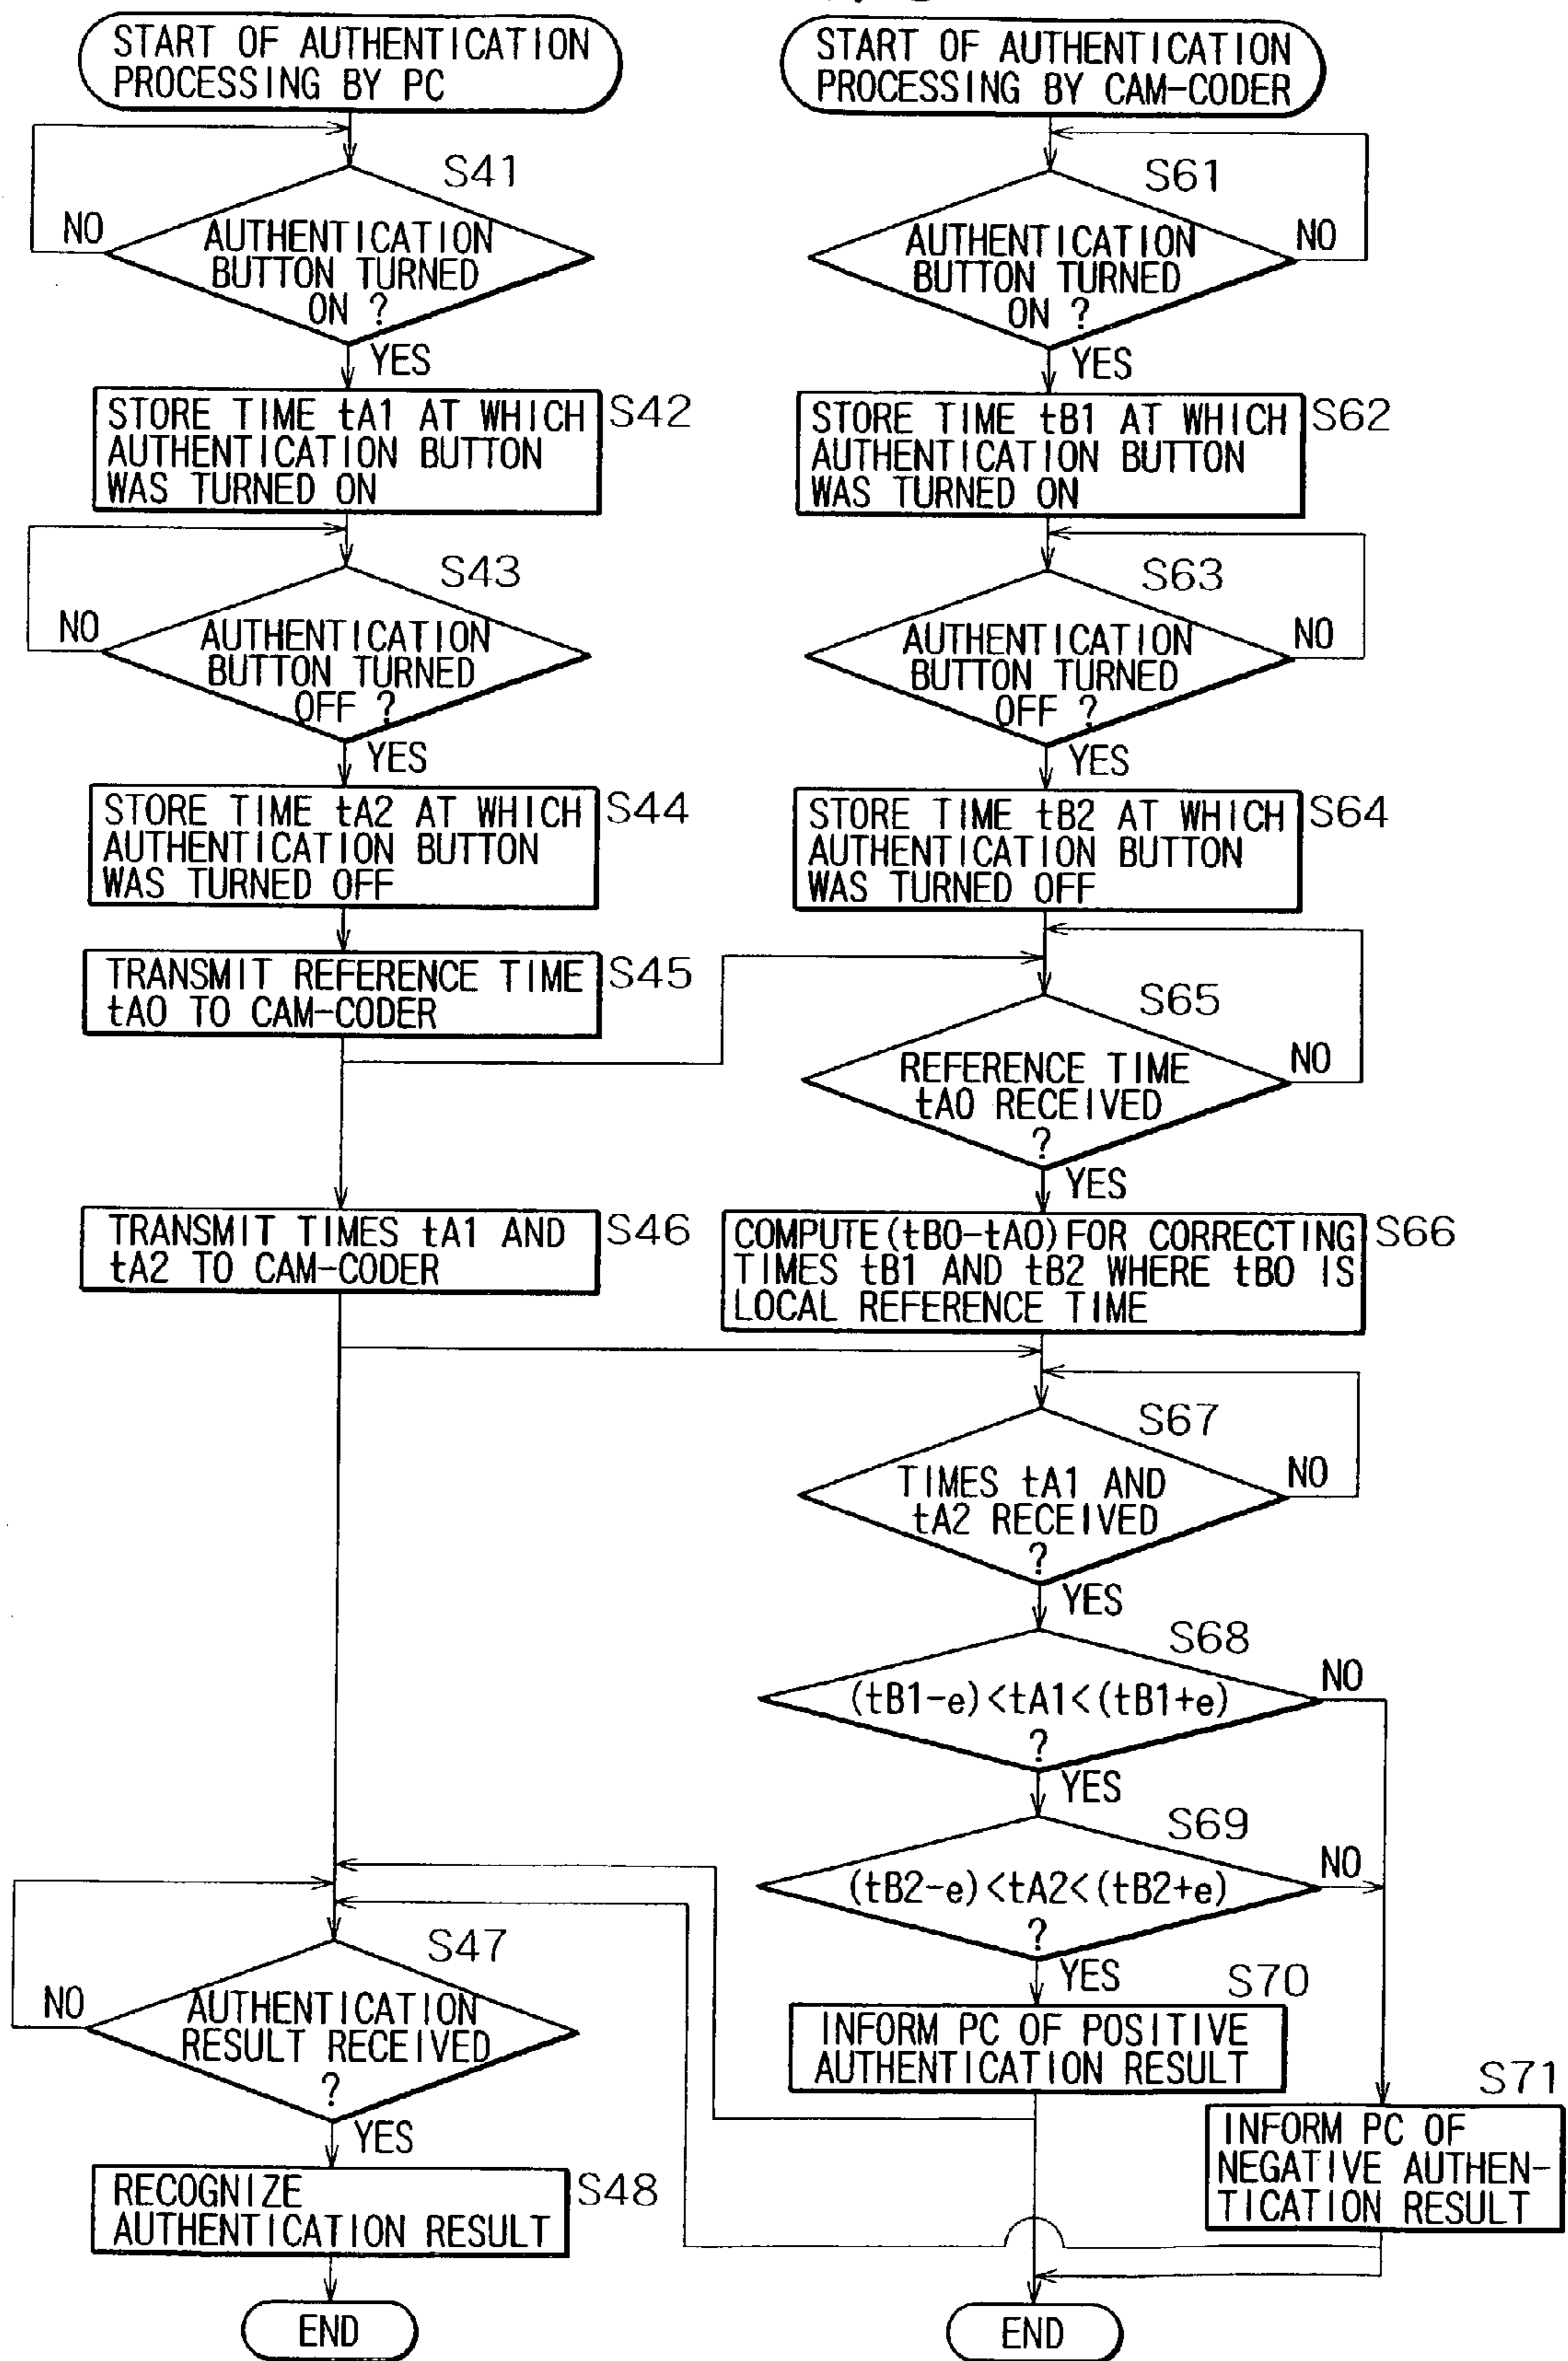 START OF AUTHENTICATION
PROCESSING BY PC
S41
NO
AUTHENTICATION
BUTTON TURNED
ON ?
YES
STORE TIME tA1 AT WHICH
AUTHENTICATION BUTTON
WAS TURNED ON
S42
S43
NO
AUTHENTICATION
BUTTON TURNED
OFF ?
YES
STORE TIME tA2 AT WHICH
AUTHENTICATION BUTTON
WAS TURNED OFF
S44
TRANSMIT REFERENCE TIME
tA0 TO CAM-CODER
S45
TRANSMIT TIMES tA1 AND
tA2 TO CAM-CODER
S46
S47
NO
AUTHENTICATION
RESULT RECEIVED
?
YES
RECOGNIZE
AUTHENTICATION RESULT
S48
END
START OF AUTHENTICATION
PROCESSING BY CAM-CODER
S61
NO
AUTHENTICATION
BUTTON TURNED
ON ?
YES
STORE TIME tB1 AT WHICH
AUTHENTICATION BUTTON
WAS TURNED ON
S62
S63
NO
AUTHENTICATION
BUTTON TURNED
OFF ?
YES
STORE TIME tB2 AT WHICH
AUTHENTICATION BUTTON
WAS TURNED OFF
S64
S65
NO
REFERENCE TIME
tA0 RECEIVED
?
YES
COMPUTE (tB0-tA0) FOR CORRECTING
TIMES tB1 AND tB2 WHERE tB0 IS
LOCAL REFERENCE TIME
S66
S67
NO
TIMES tA1 AND
tA2 RECEIVED
?
YES
S68
NO
(tB1-e)<tA1<(tB1+e)
?
YES
S69
NO
(tB2-e)<tA2<(tB2+e)
?
YES
S70
INFORM PC OF POSITIVE
AUTHENTICATION RESULT
S71
INFORM PC OF
NEGATIVE AUTHEN-
TICATION RESULT
END